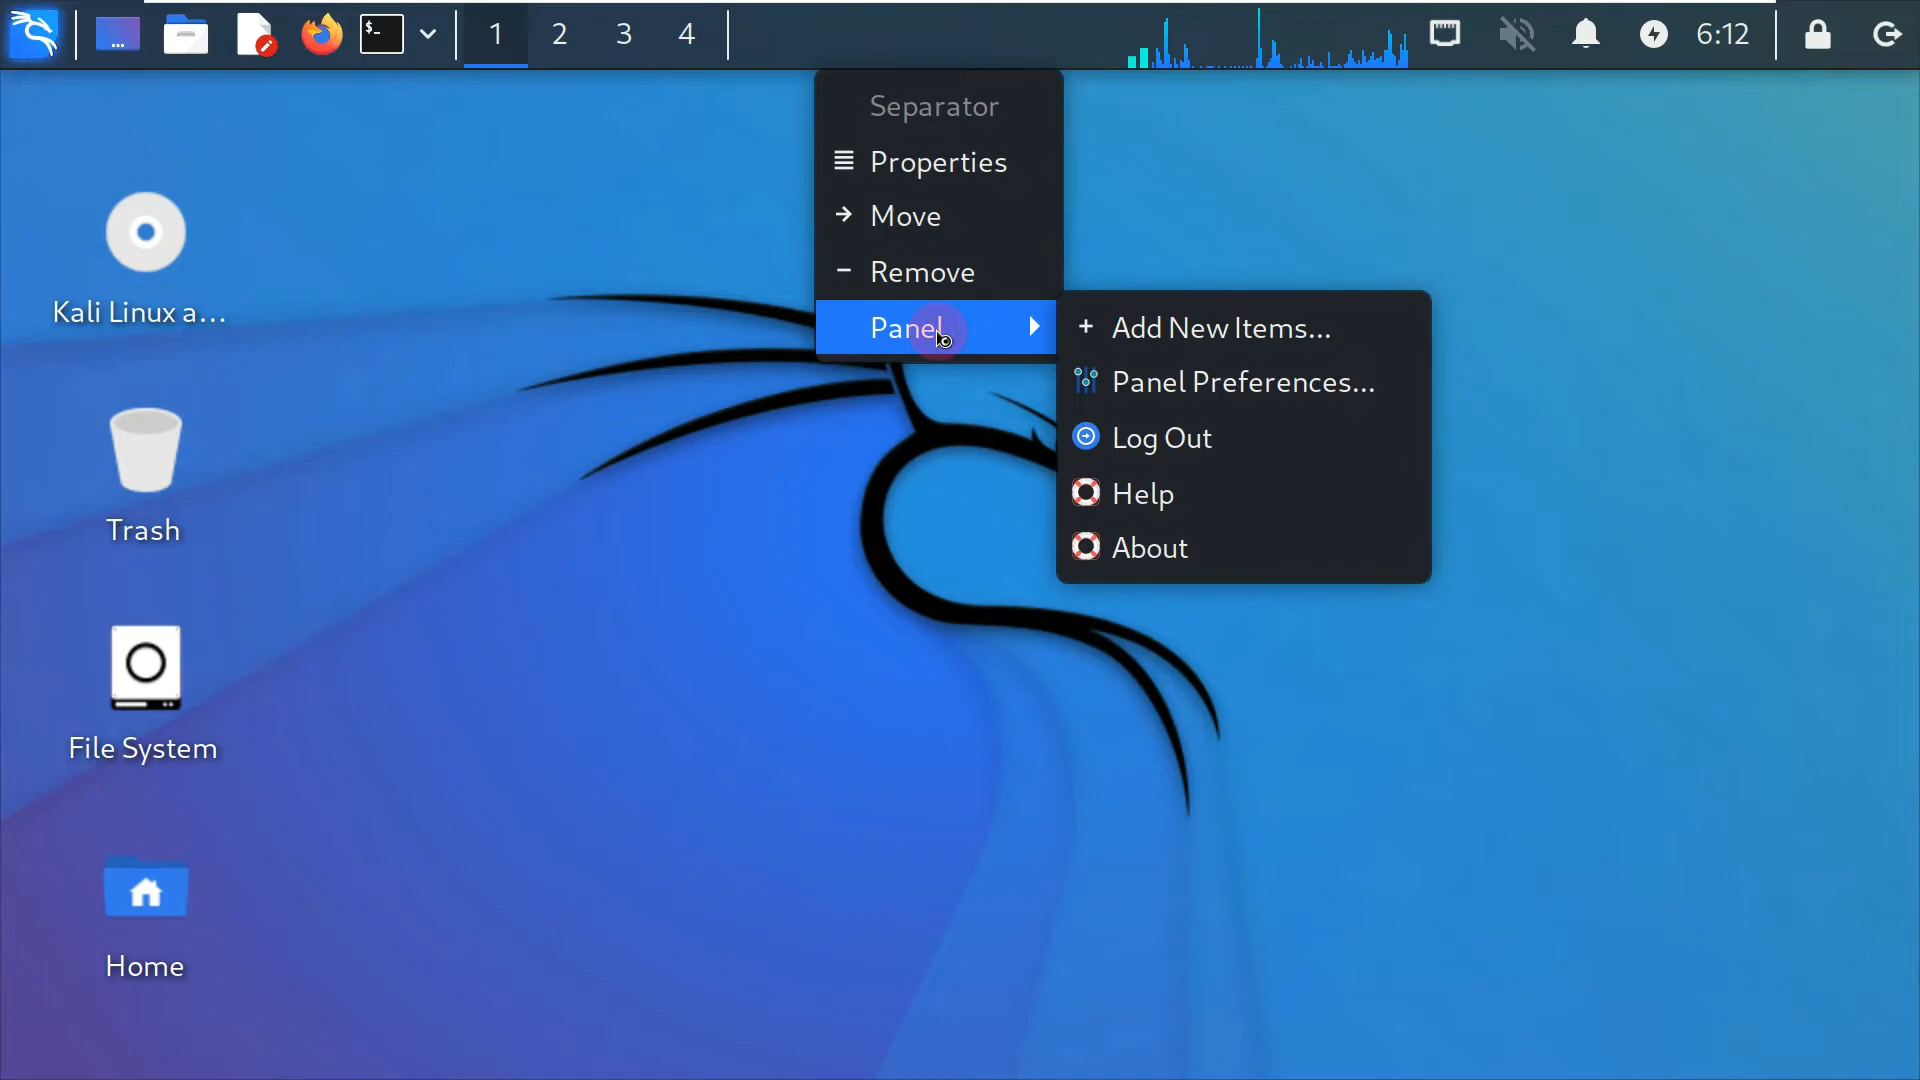 $-
1 2 3 4
6:12
Separator
Properties
Move
Remove
Panel
Add New Items...
Panel Preferences...
Log Out
Help
About
Kali Linux a...
Trash
File System
Home